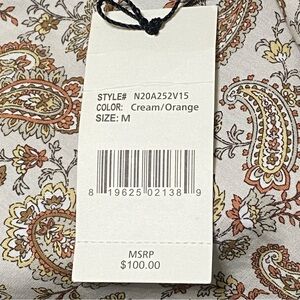 STYLE# N20A252V15
COLOR: Cream/Orange
SIZE: M
8 19625 02138 9
MSRP
$100.00